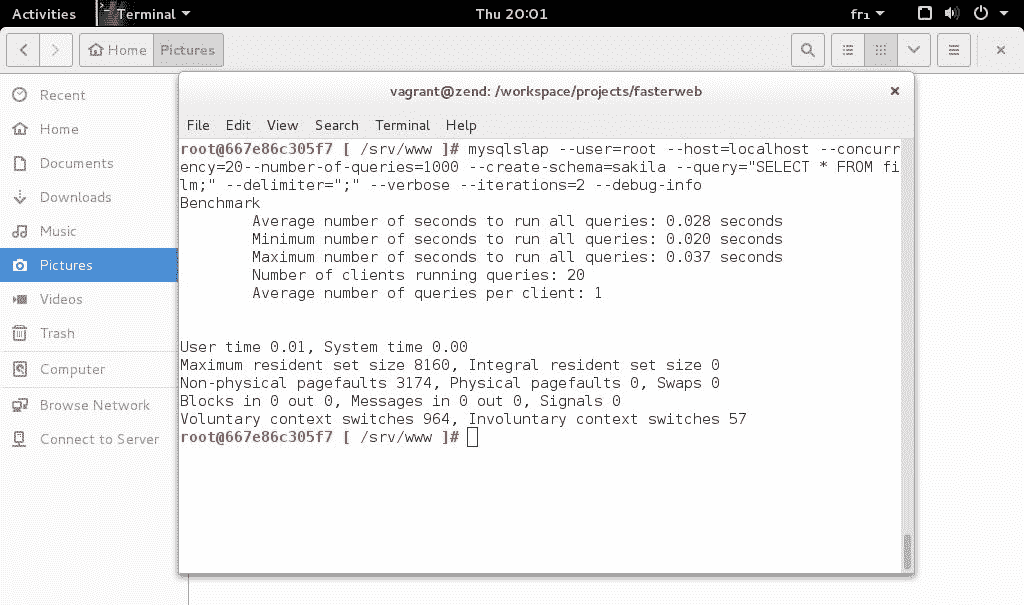 Activities
Terminal
Thu 20:01
fr1
Home
Pictures
Recent
Home
Documents
Downloads
Music
Pictures
Videos
Trash
Computer
Browse Network
Connect to Server
vagrant@zend: /workspace/projects/fasterweb
File Edit View Search Terminal Help
root@667e86c305f7 [ /srv/www ]# mysqlslap --user=root --host=localhost --concurr
ency=20--number-of-queries=1000 --create-schema=sakila --query="SELECT * FROM fi
lm;" --delimiter=";" --verbose --iterations=2 --debug-info
Benchmark
Average number of seconds to run all queries: 0.028 seconds
Minimum number of seconds to run all queries: 0.020 seconds
Maximum number of seconds to run all queries: 0.037 seconds
Number of clients running queries: 20
Average number of queries per client: 1
User time 0.01, System time 0.00
Maximum resident set size 8160, Integral resident set size 0
Non-physical pagefaults 3174, Physical pagefaults 0, Swaps 0
Blocks in 0 out 0, Messages in 0 out 0, Signals 0
Voluntary context switches 964, Involuntary context switches 57
root@667e86c305f7 [ /srv/www ]#